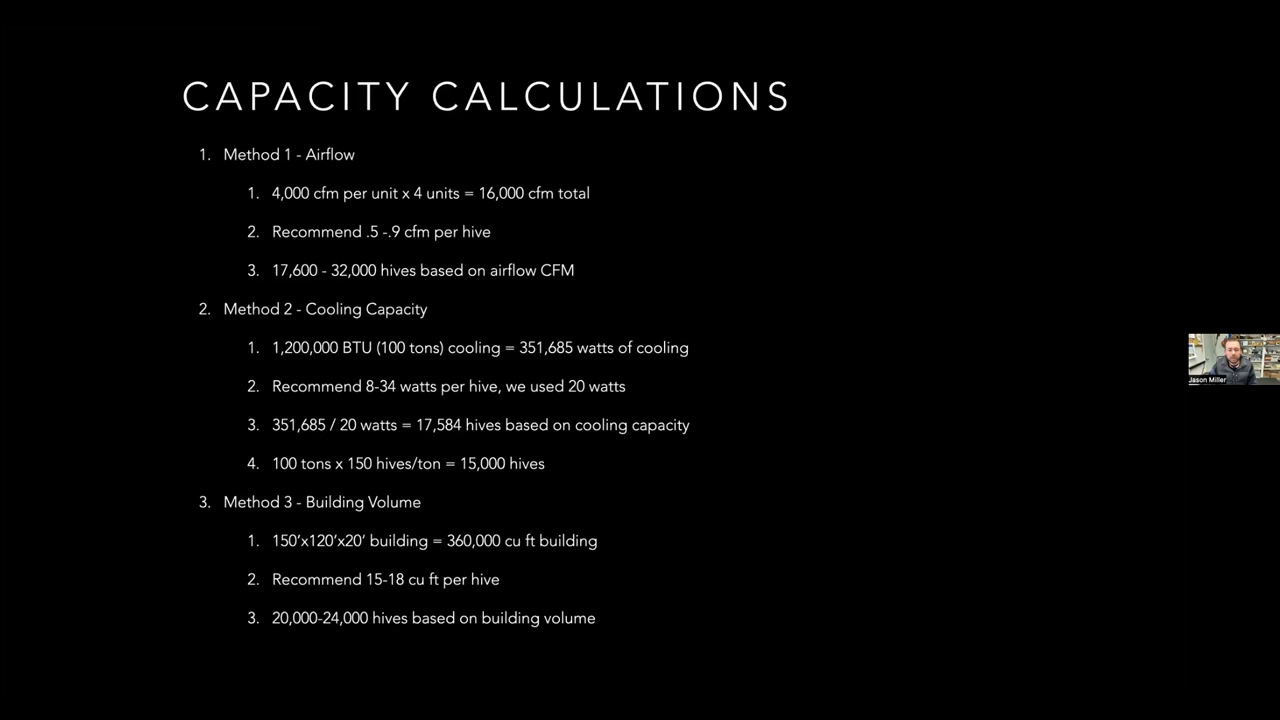 CAPACITY CALCULATIONS
1. Method 1 - Airflow
1. 4,000 cfm per unit x 4 units = 16,000 cfm total
2. Recommend .5 -.9 cfm per hive
3. 17,600 - 32,000 hives based on airflow CFM
2. Method 2 - Cooling Capacity
1. 1,200,000 BTU (100 tons) cooling = 351,685 watts of cooling
2. Recommend 8-34 watts per hive, we used 20 watts
3. 351,685 / 20 watts = 17,584 hives based on cooling capacity
4. 100 tons x 150 hives/ton = 15,000 hives
3. Method 3 - Building Volume
1. 150’x120’x20’ building = 360,000 cu ft building
2. Recommend 15-18 cu ft per hive
3. 20,000-24,000 hives based on building volume
Jason Miller